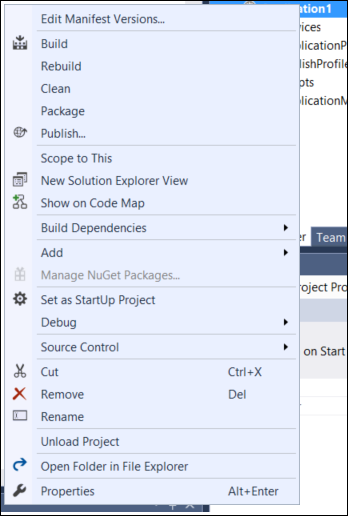 Edit Manifest Versions...
Build
Rebuild
Clean
Package
Publish...
Scope to This
New Solution Explorer View
Show on Code Map
Build Dependencies
Add
Manage NuGet Packages...
Set as StartUp Project
Debug
Source Control
Cut Ctrl+X
Remove Del
Rename
Unload Project
Open Folder in File Explorer
Properties Alt+Enter
ation1
vices
plicationP
blishProfile
pts
plicationM
er Team
roject Pro
on Start